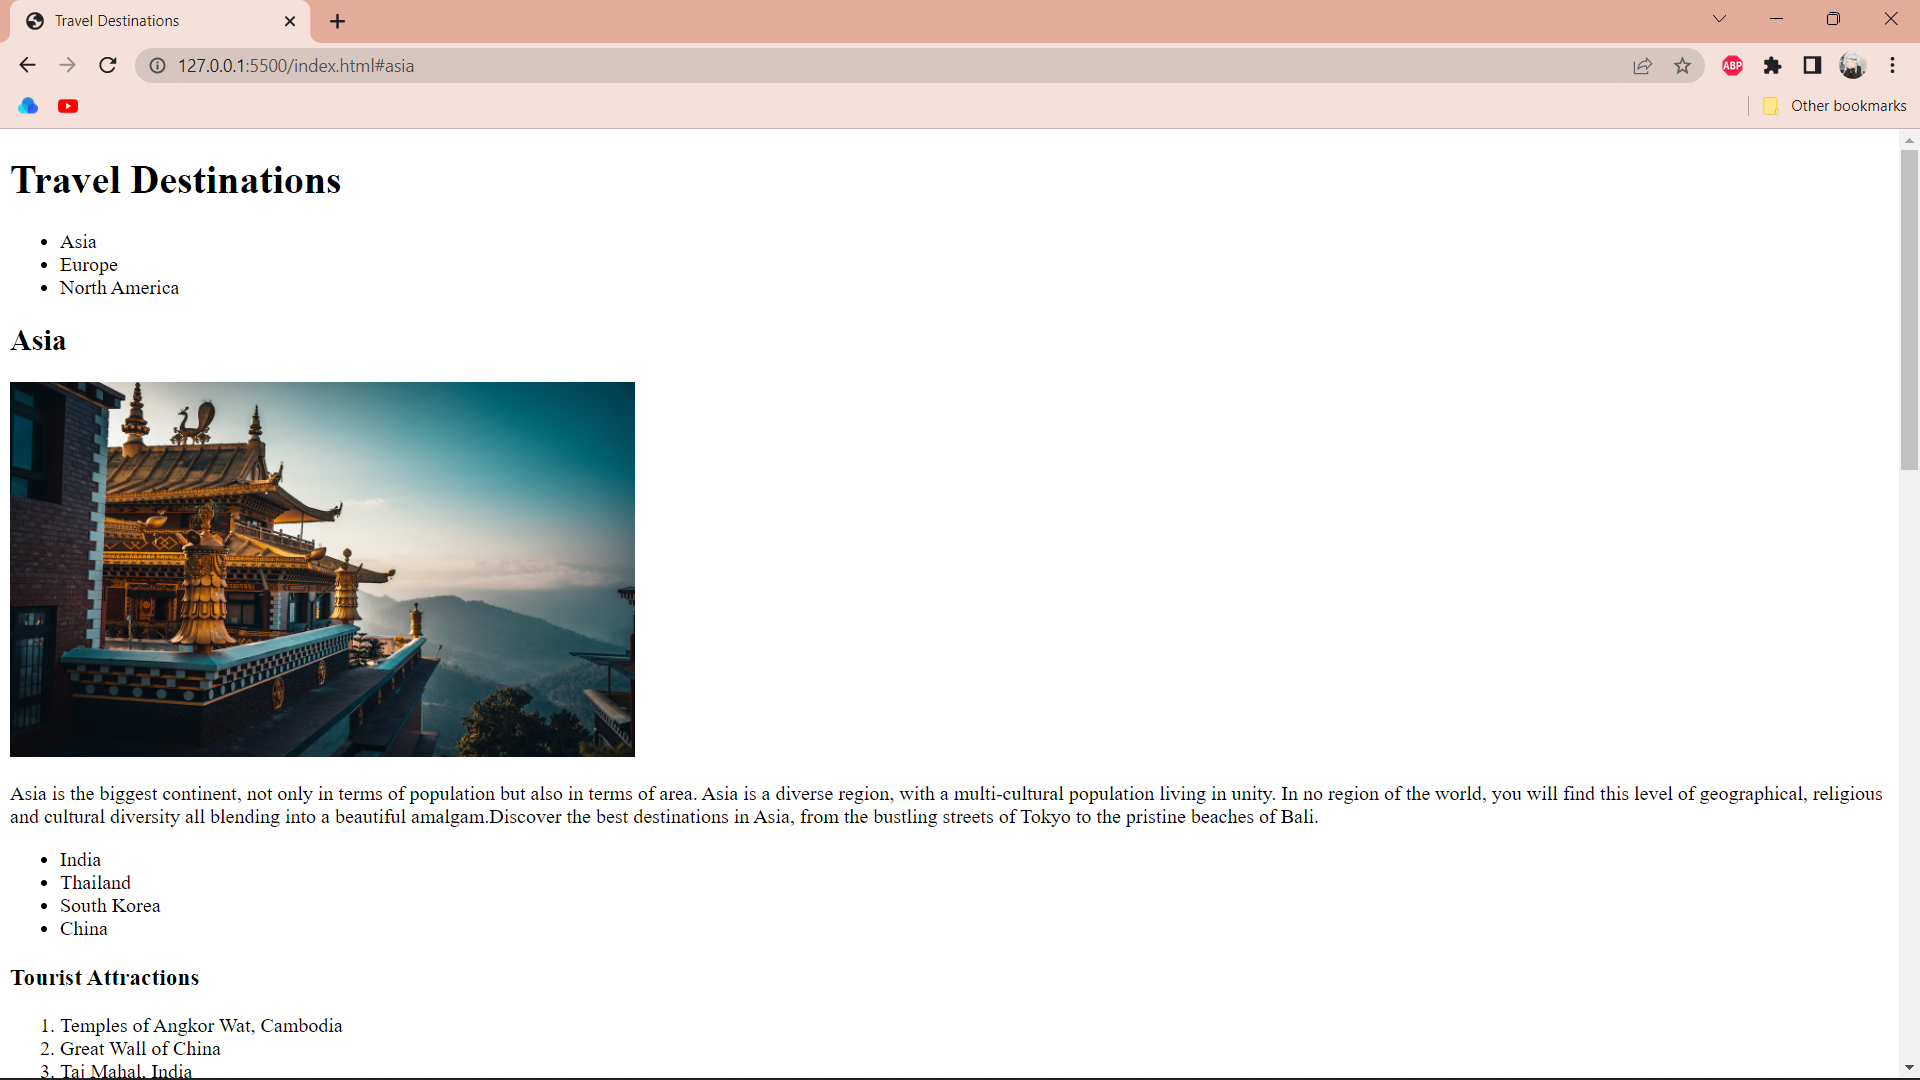 Travel Destinations
127.0.0.1:5500/index.html#asia
ABP
Other bookmarks
Travel Destinations
Asia
Europe
North America
Asia
Asia is the biggest continent, not only in terms of population but also in terms of area. Asia is a diverse region, with a multi-cultural population living in unity. In no region of the world, you will find this level of geographical, religious
and cultural diversity all blending into a beautiful amalgam.Discover the best destinations in Asia, from the bustling streets of Tokyo to the pristine beaches of Bali.
India
Thailand
South Korea
China
Tourist Attractions
1. Temples of Angkor Wat, Cambodia
2. Great Wall of China
3. Taj Mahal, India